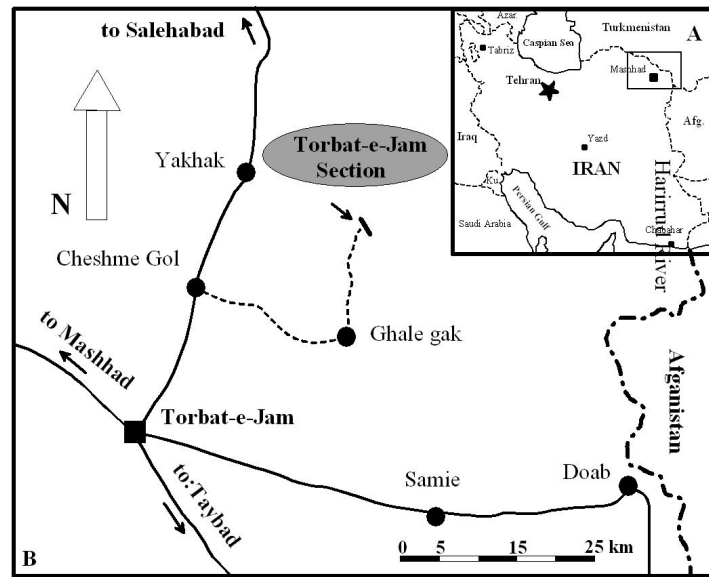 to Salehabad
Yakhak
Torbat-e-Jam
Section
N
Cheshme Gol
Ghale gak
to Mashhad
Torbat-e-Jam
to:Taybad
Samie
Doab
Afganistan
Harirrud River
0 5 15 25 km
B
A
Azar.
Turkmenistan
Caspian Sea
Tabriz
Mashhad
Tehran
Afg.
Iraq
Yazd
IRAN
Ku.
Persian Gulf
Saudi Arabia
Chabahar